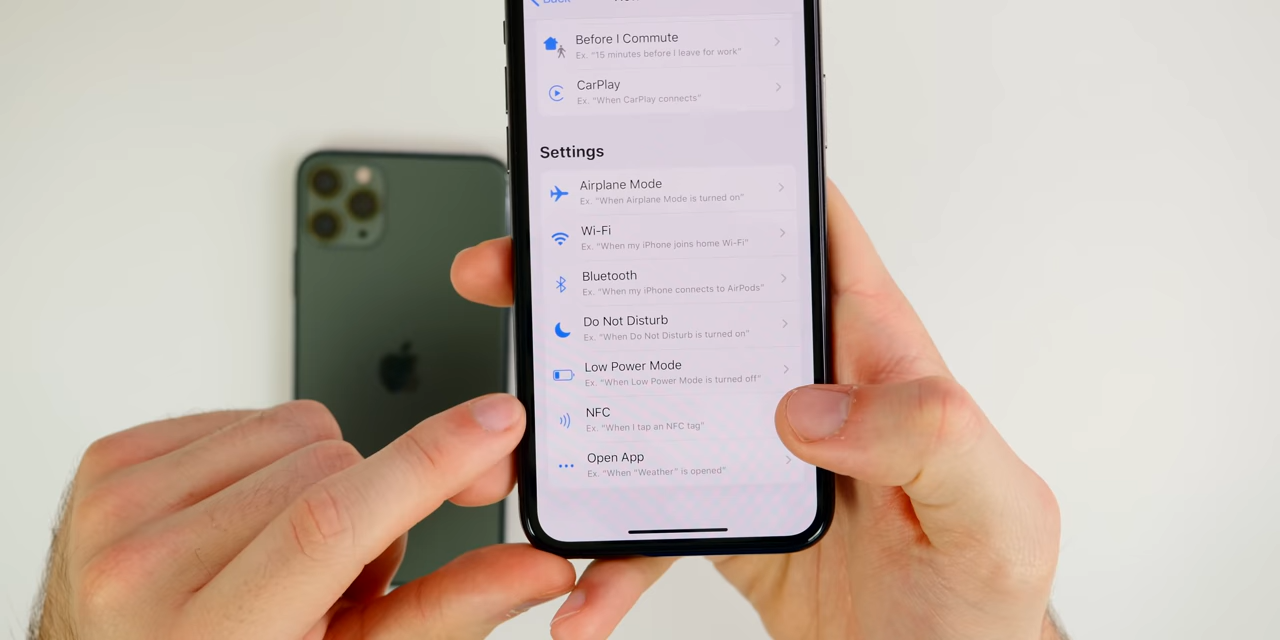 Before I Commute
Ex. "15 minutes before I leave for work"
CarPlay
Ex. "When CarPlay connects"
Settings
Airplane Mode
Ex. "When Airplane Mode is turned on"
Wi-Fi
Ex. "When my iPhone joins home Wi-Fi"
Bluetooth
Ex. "When my iPhone connects to AirPods"
Do Not Disturb
Ex. "When Do Not Disturb is turned on"
Low Power Mode
Ex. "When Low Power Mode is turned off"
NFC
Ex. "When I tap an NFC tag"
Open App
Ex. "When "Weather" is opened"